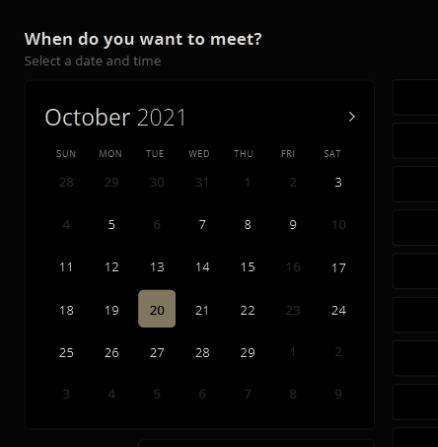 When do you want to meet?
Select a date and time
October 2021 >
SUN MON TUE WED THU FRI SAT
28 29 30 31 1 2 3
4 5 6 7 8 9 10
11 12 13 14 15 16 17
18 19 20 21 22 23 24
25 26 27 28 29 1 2
3 4 5 6 7 8 9